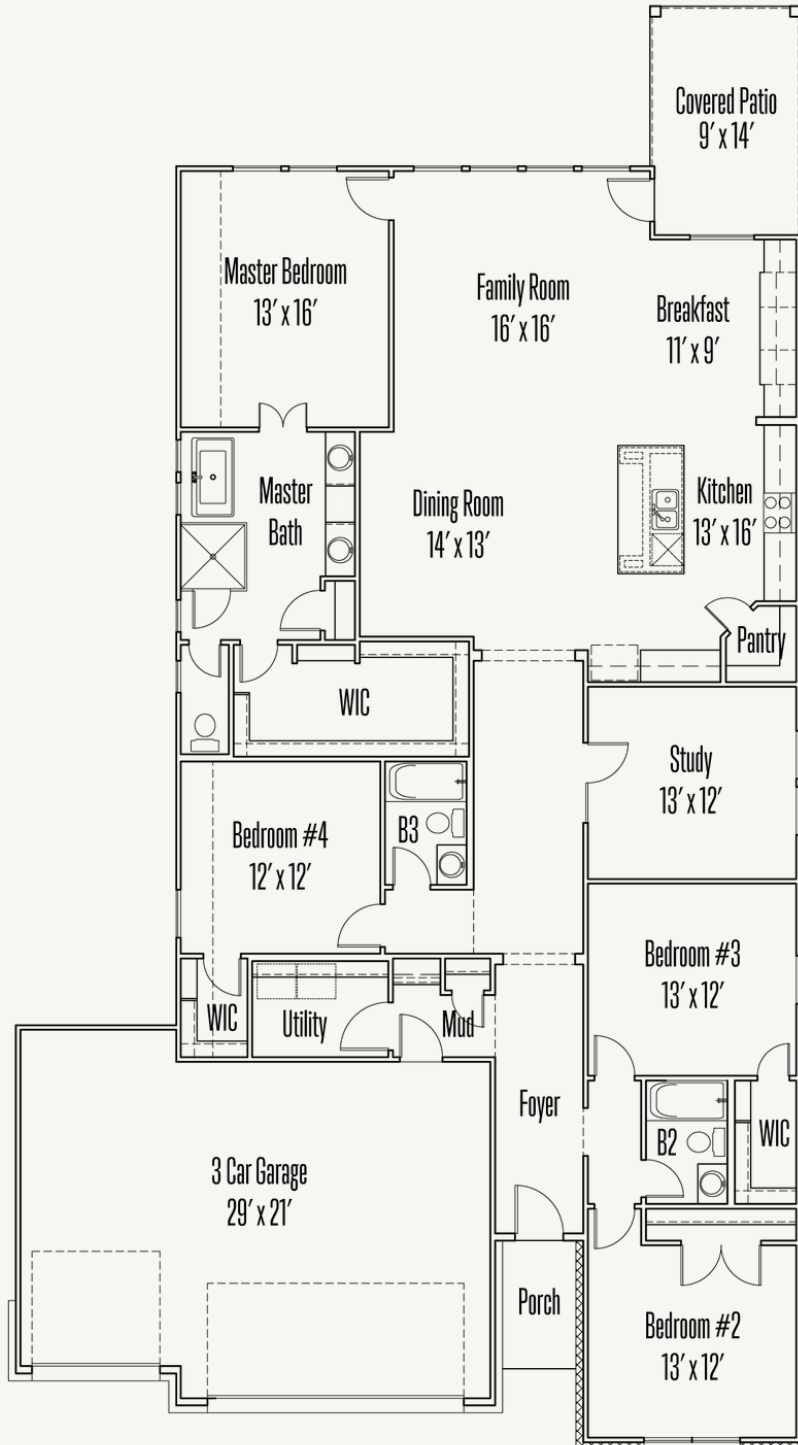 Covered Patio
9' x 14'
Master Bedroom
13' x 16'
Family Room
16' x 16'
Breakfast
11' x 9'
Master
Bath
Dining Room
14' x 13'
Kitchen
13' x 16'
Pantry
WIC
Study
13' x 12'
Bedroom #4
12' x 12'
B3
Bedroom #3
13' x 12'
WIC
Utility
Mud
Foyer
B2
WIC
3 Car Garage
29' x 21'
Porch
Bedroom #2
13' x 12'